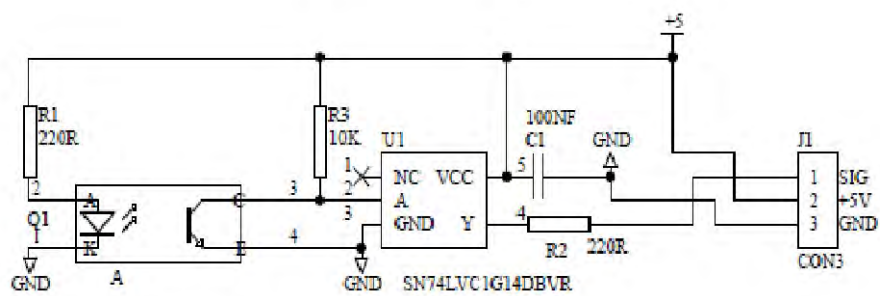 +5
R1
220R
R3
10K
U1
100NF
C1
GND
J1
1
NC
VCC
5
2
A
3
GND
Y
4
R2
220R
1
SIG
2
+5V
3
GND
CON3
2
A
Q1
1
K
C
3
E
4
GND
A
GND
SN74LVC1G14DBVR